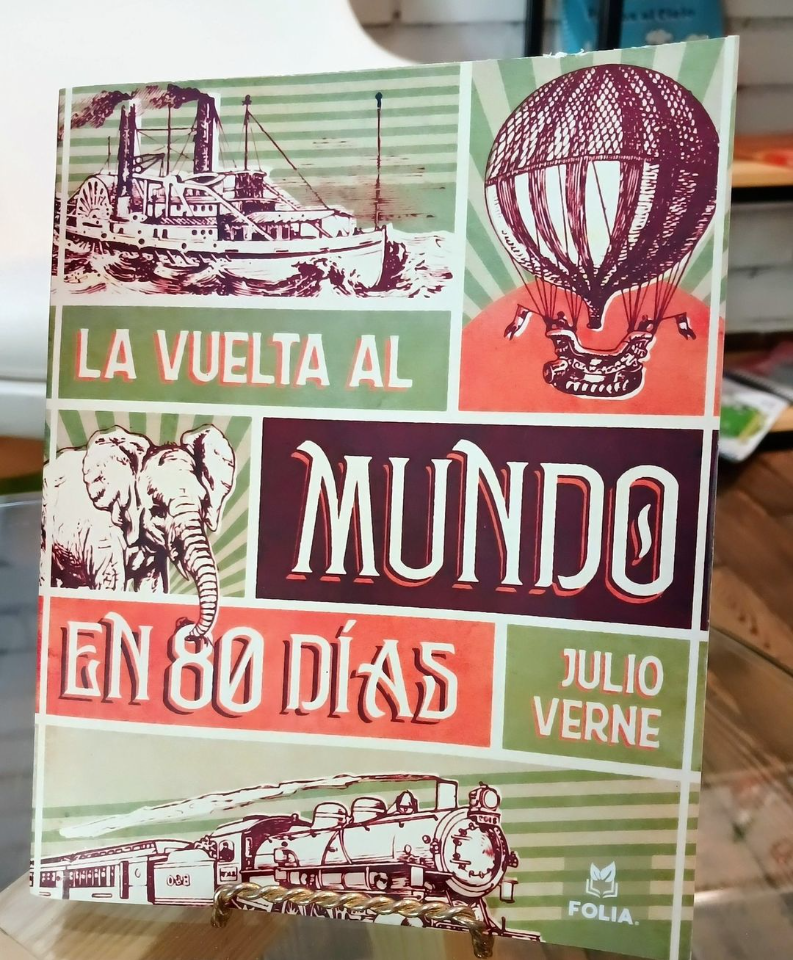 LA VUELTA AL
MUNDO
EN 80 DÍAS
JULIO
VERNE
FOLIA